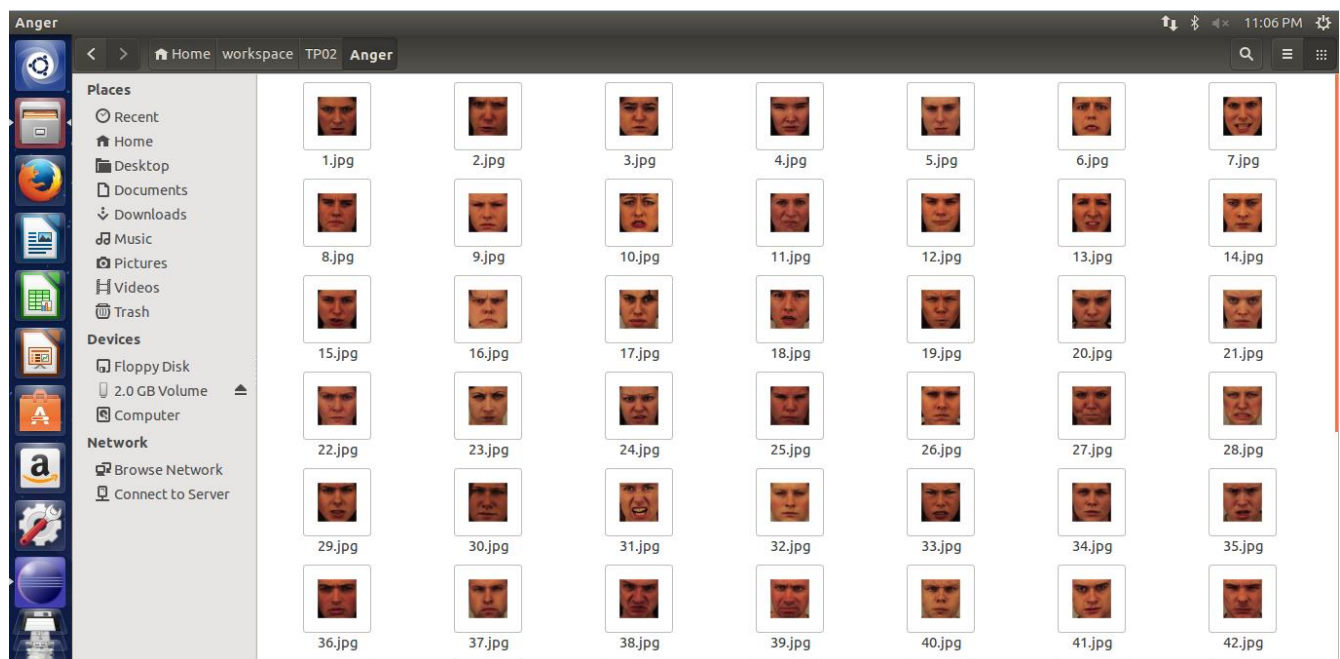 Anger
11:06 PM
Home workspace TP02 Anger
Places
Recent
Home
Desktop
Documents
Downloads
Music
Pictures
Videos
Trash
Devices
Floppy Disk
2.0 GB Volume
Computer
Network
Browse Network
Connect to Server
1.jpg 2.jpg 3.jpg 4.jpg 5.jpg 6.jpg 7.jpg
8.jpg 9.jpg 10.jpg 11.jpg 12.jpg 13.jpg 14.jpg
15.jpg 16.jpg 17.jpg 18.jpg 19.jpg 20.jpg 21.jpg
22.jpg 23.jpg 24.jpg 25.jpg 26.jpg 27.jpg 28.jpg
29.jpg 30.jpg 31.jpg 32.jpg 33.jpg 34.jpg 35.jpg
36.jpg 37.jpg 38.jpg 39.jpg 40.jpg 41.jpg 42.jpg